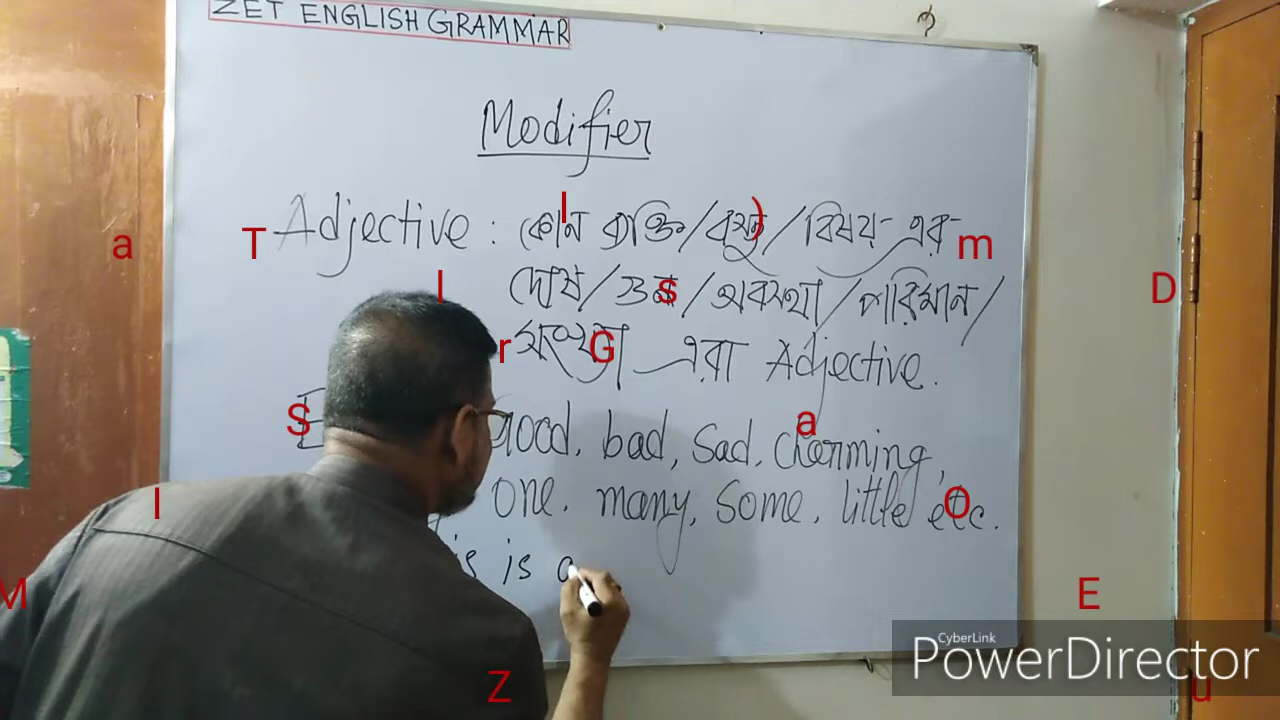 ZET ENGLISH GRAMMAR
Modifier
Adjective : কোন ব্যক্তি/বস্তু/বিষয়-এর
দোষ/গুন/অবস্থা/পরিমান/
সংখ্যা এরা Adjective.
good, bad, sad, charming,
one, many, some, little etc.
is is a
CyberLink
PowerDirector